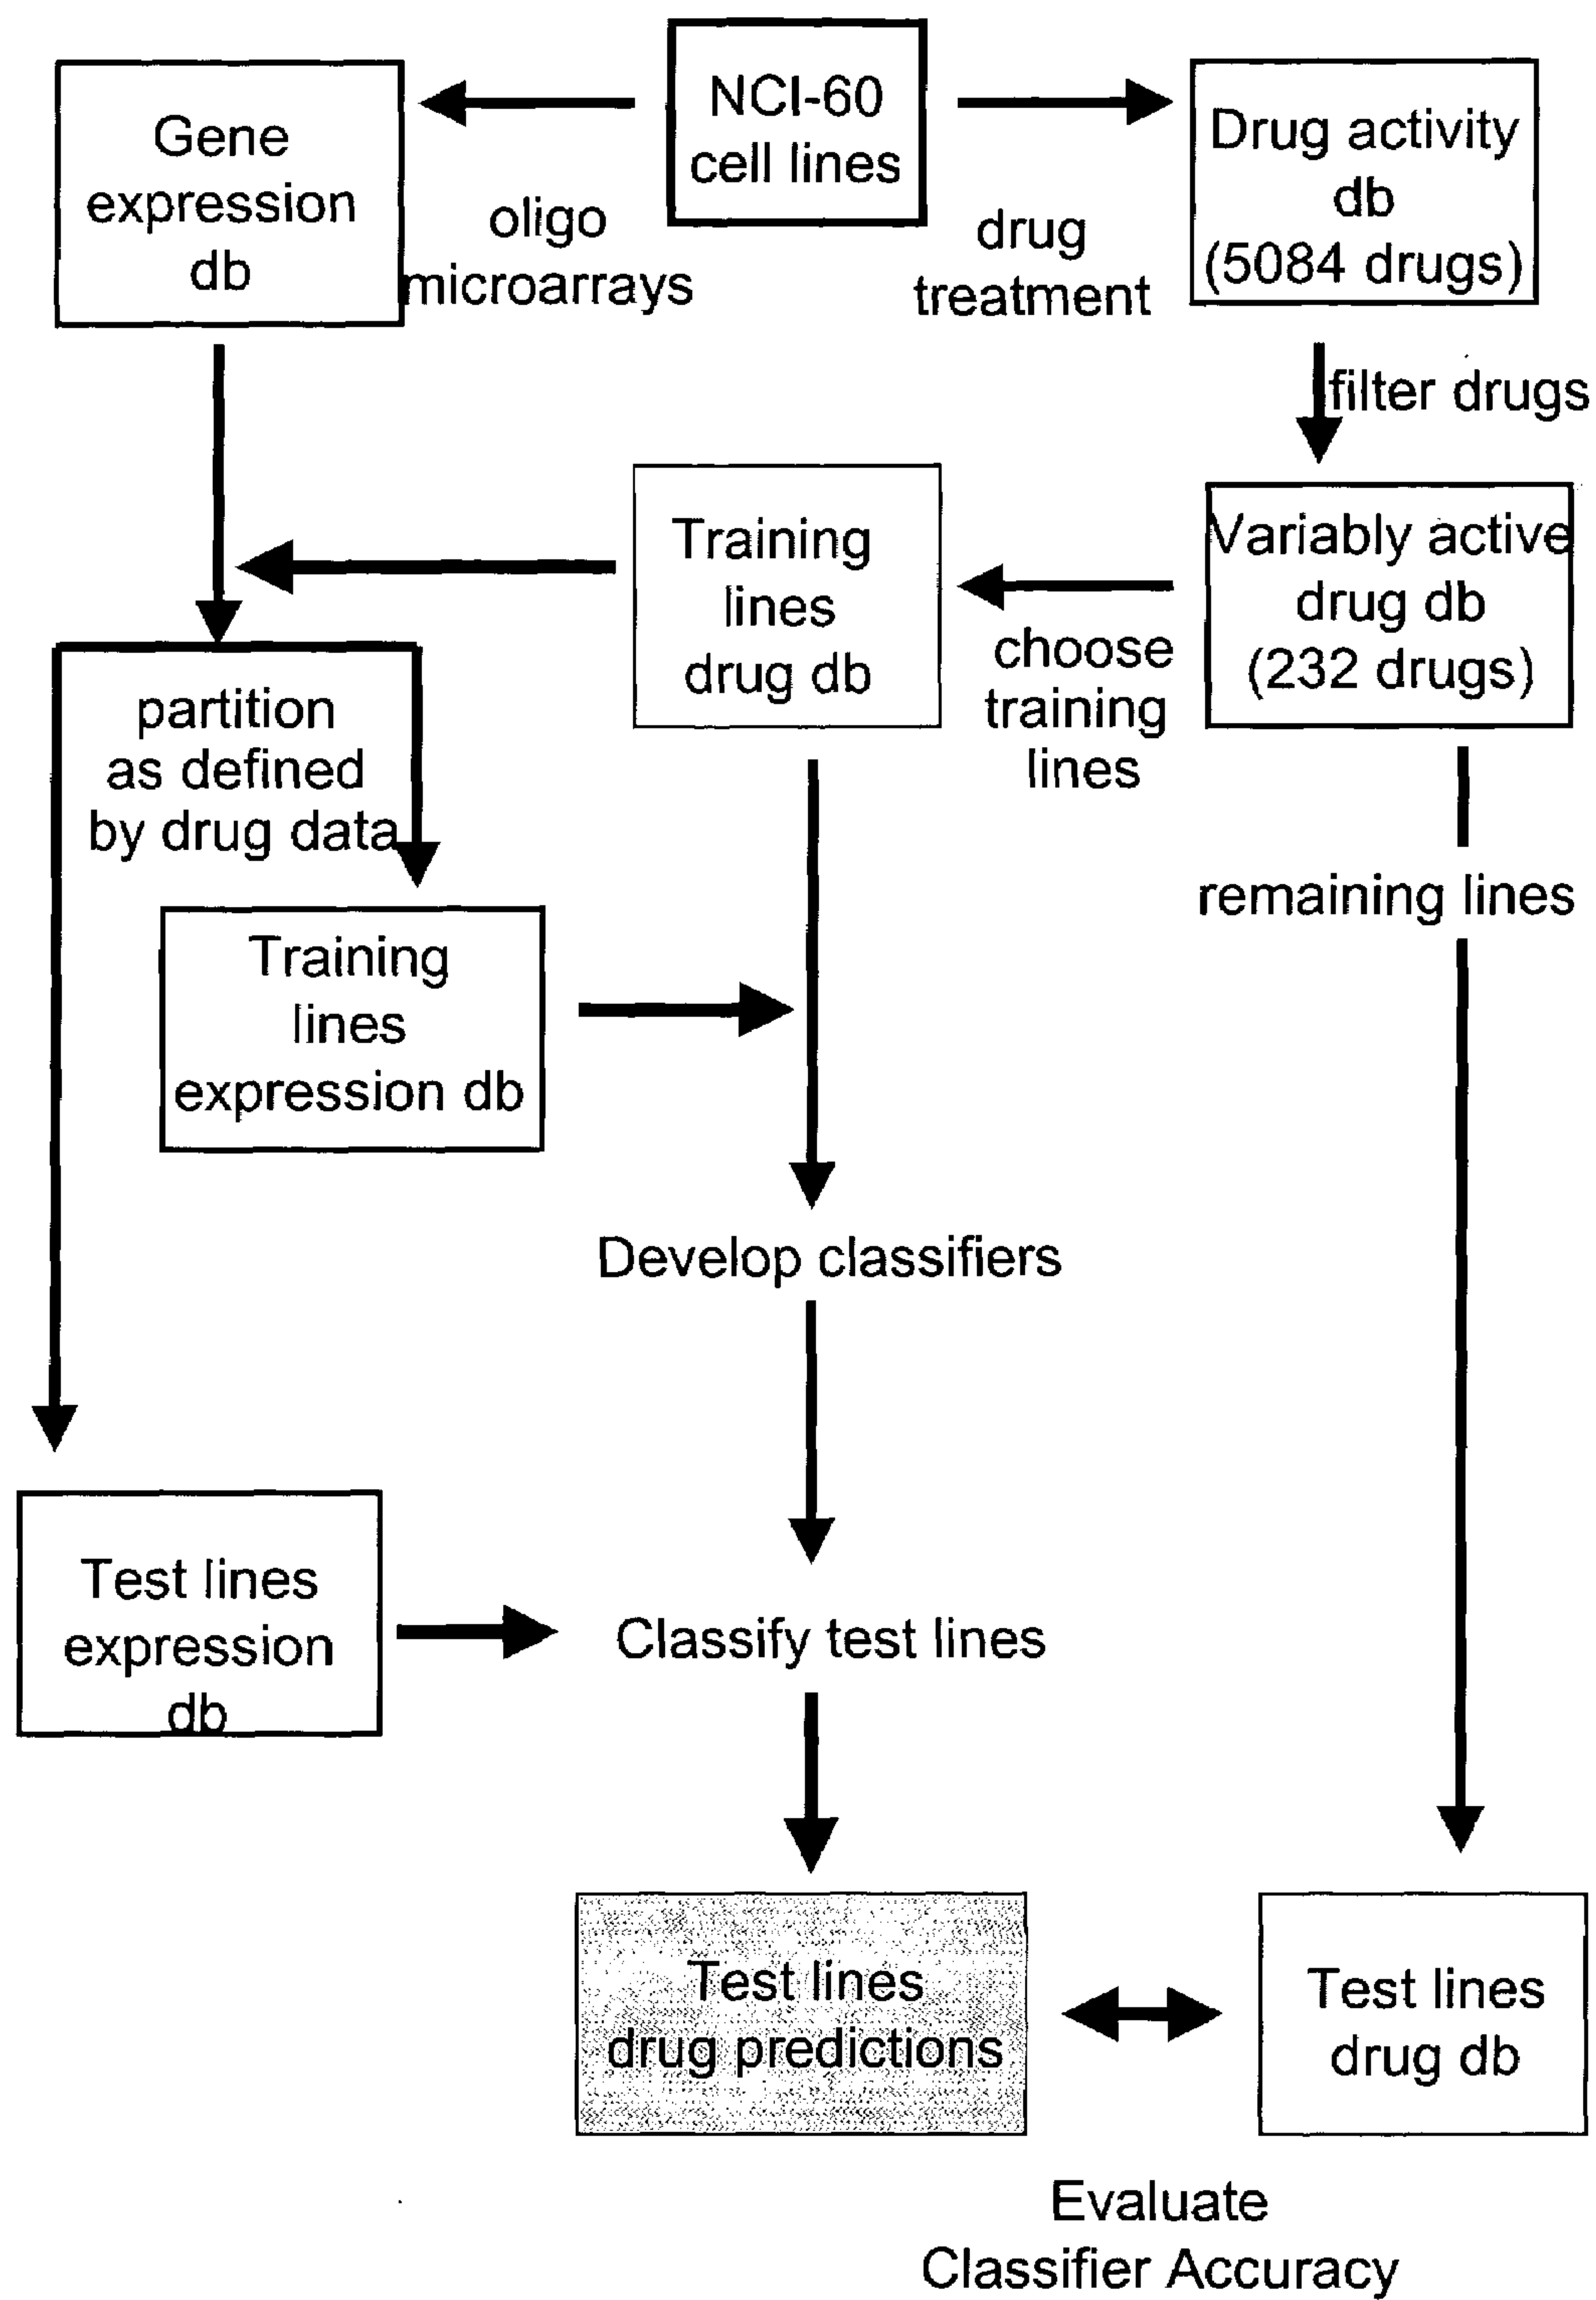 NCI-60
cell lines
Gene
expression
db
oligo
microarrays
drug
treatment
Drug activity
db
(5084 drugs)
filter drugs
Training
lines
drug db
choose
training
lines
Variably active
drug db
(232 drugs)
partition
as defined
by drug data
remaining lines
Training
lines
expression db
Develop classifiers
Test lines
expression
db
Classify test lines
Test lines
drug predictions
Test lines
drug db
Evaluate
Classifier Accuracy